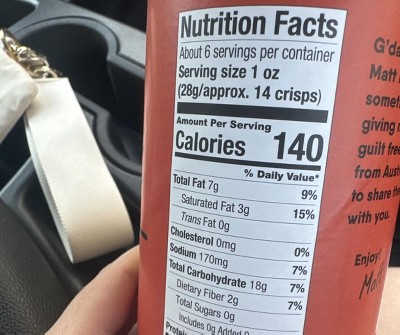 Nutrition Facts
About 6 servings per container
Serving size 1 oz
(28g/approx. 14 crisps)
Amount Per Serving
Calories 140
% Daily Value*
Total Fat 7g 9%
Saturated Fat 3g 15%
Trans Fat 0g
Cholesterol 0mg 0%
Sodium 170mg 7%
Total Carbohydrate 18g 7%
Dietary Fiber 2g 7%
Total Sugars 0g
Includes 0g Added
G'da
Matt
somet
giving
guilt free
from Aust
to share
with you.
Enjoy!
Matt